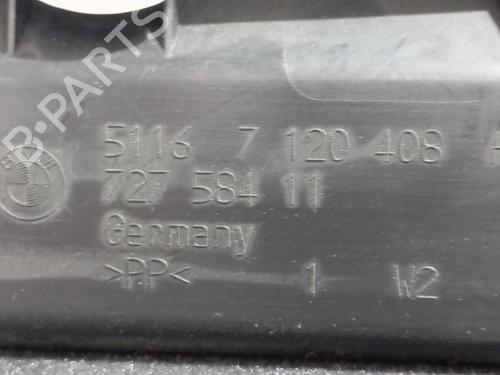 B-PARTS
5116 7 120 408
727 584 11
Germany
>PP< 1 W2